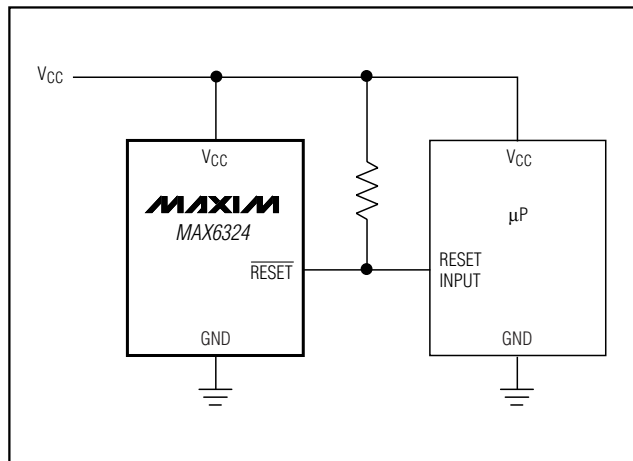 VCC
VCC
MAXIM
MAX6324
RESET
GND
VCC
μP
RESET
INPUT
GND